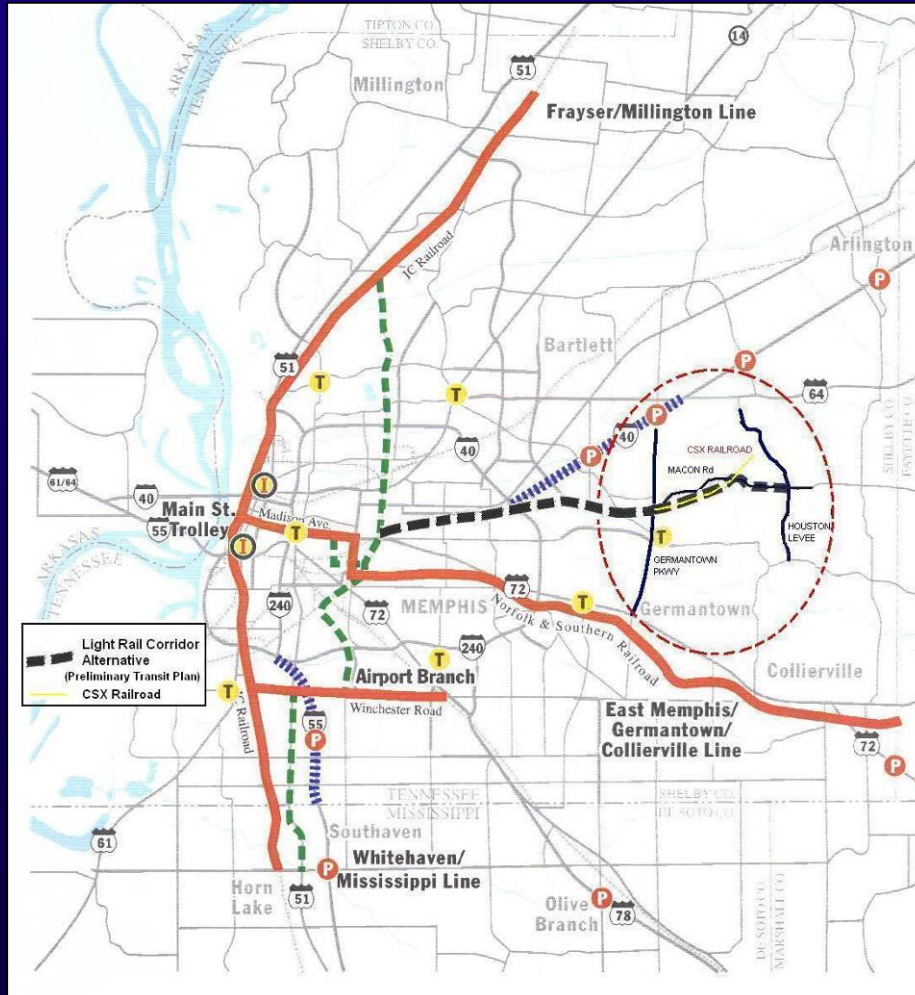 TIPTON CO.
SHELBY CO.
14
ARKANSAS
TENNESSEE
Millington
51
Frayser/Millington Line
Arlington
P
IC Railroad
Bartlett
51
T
T
P
64
P
40
40
P
CSX RAILROAD
MACON Rd
SHELBY CO.
FAYETTE CO.
61/64
40
I
Main St.
Trolley
55
Madison Ave.
T
I
T
HOUSTON
LEVEE
GERMANTOWN
PKWY
ARKANSAS
TENNESSEE
240
72
MEMPHIS
72
T
Germantown
Norfolk & Southern Railroad
240
T
Airport Branch
Collierville
Light Rail Corridor
Alternative
(Preliminary Transit Plan)
CSX Railroad
T
IC Railroad
55
Winchester Road
P
East Memphis/
Germantown/
Collierville Line
72
P
TENNESSEE
MISSISSIPPI
SHELBY CO.
DE SOTO CO.
61
Southaven
P
Whitehaven/
Mississippi Line
Horn
Lake
51
Olive
Branch
P
78
DE SOTO CO.
MARSHALL CO.